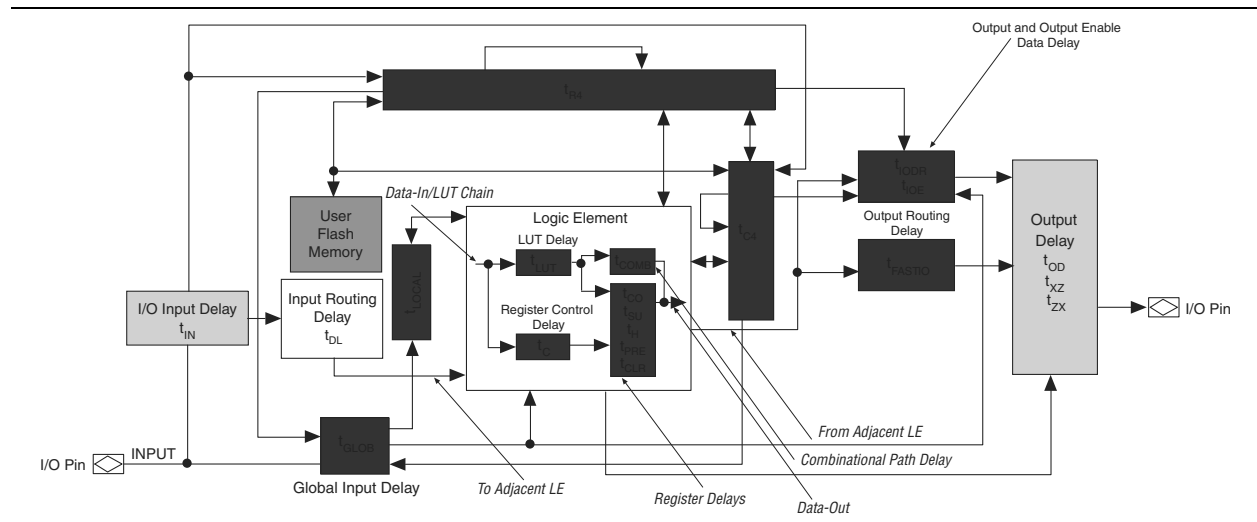 Output and Output Enable
Data Delay
tR4
tIODR
tIOE
Data-In/LUT Chain
User
Flash
Memory
Logic Element
LUT Delay
tLUT
tCOMB
tC4
Output Routing
Delay
tFASTIO
Output
Delay
tOD
tXZ
tZX
tLOCAL
I/O Input Delay
tIN
Input Routing
Delay
tDL
Register Control
Delay
tC
tCO
tSU
tH
tPRE
tCLR
I/O Pin
From Adjacent LE
INPUT
I/O Pin
tGLOB
Global Input Delay
To Adjacent LE
Combinational Path Delay
Register Delays
Data-Out